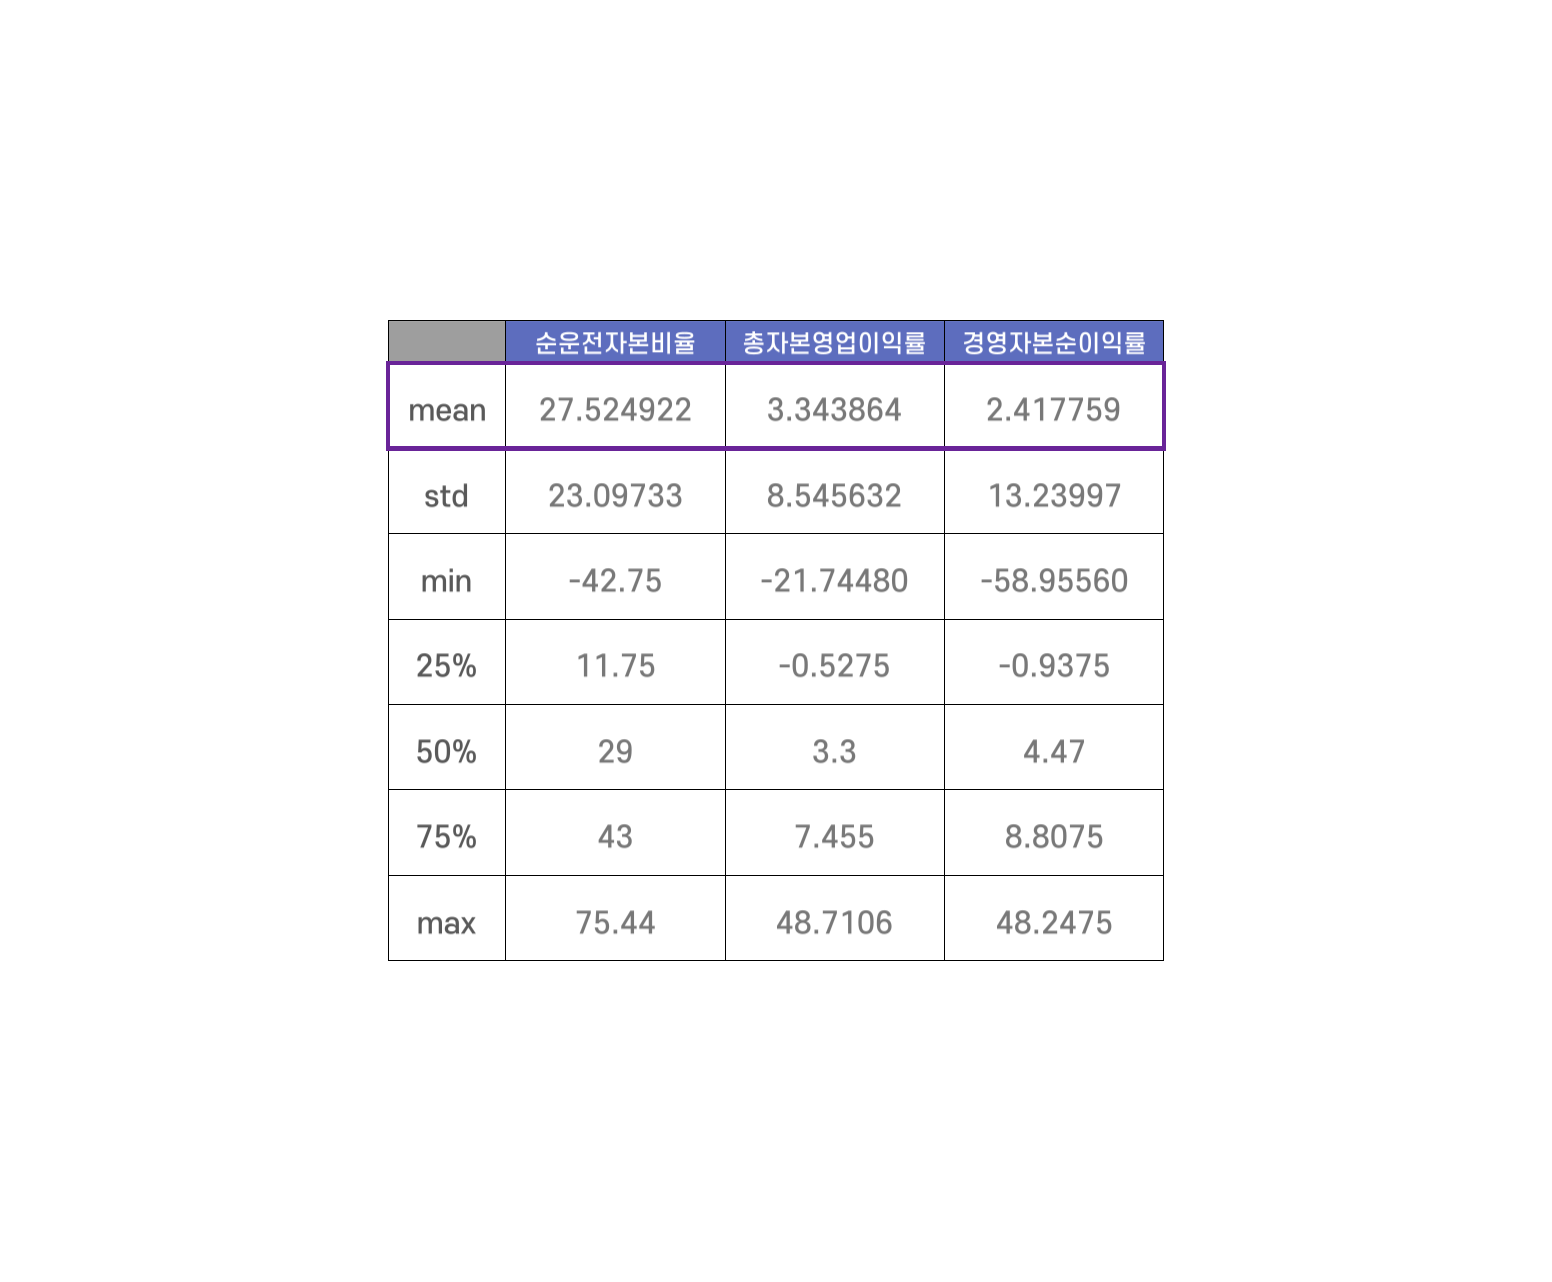 순운전자본비율 총자본영업이익률 경영자본순이익률
mean 27.524922 3.343864 2.417759
std 23.09733 8.545632 13.23997
min -42.75 -21.74480 -58.95560
25% 11.75 -0.5275 -0.9375
50% 29 3.3 4.47
75% 43 7.455 8.8075
max 75.44 48.7106 48.2475